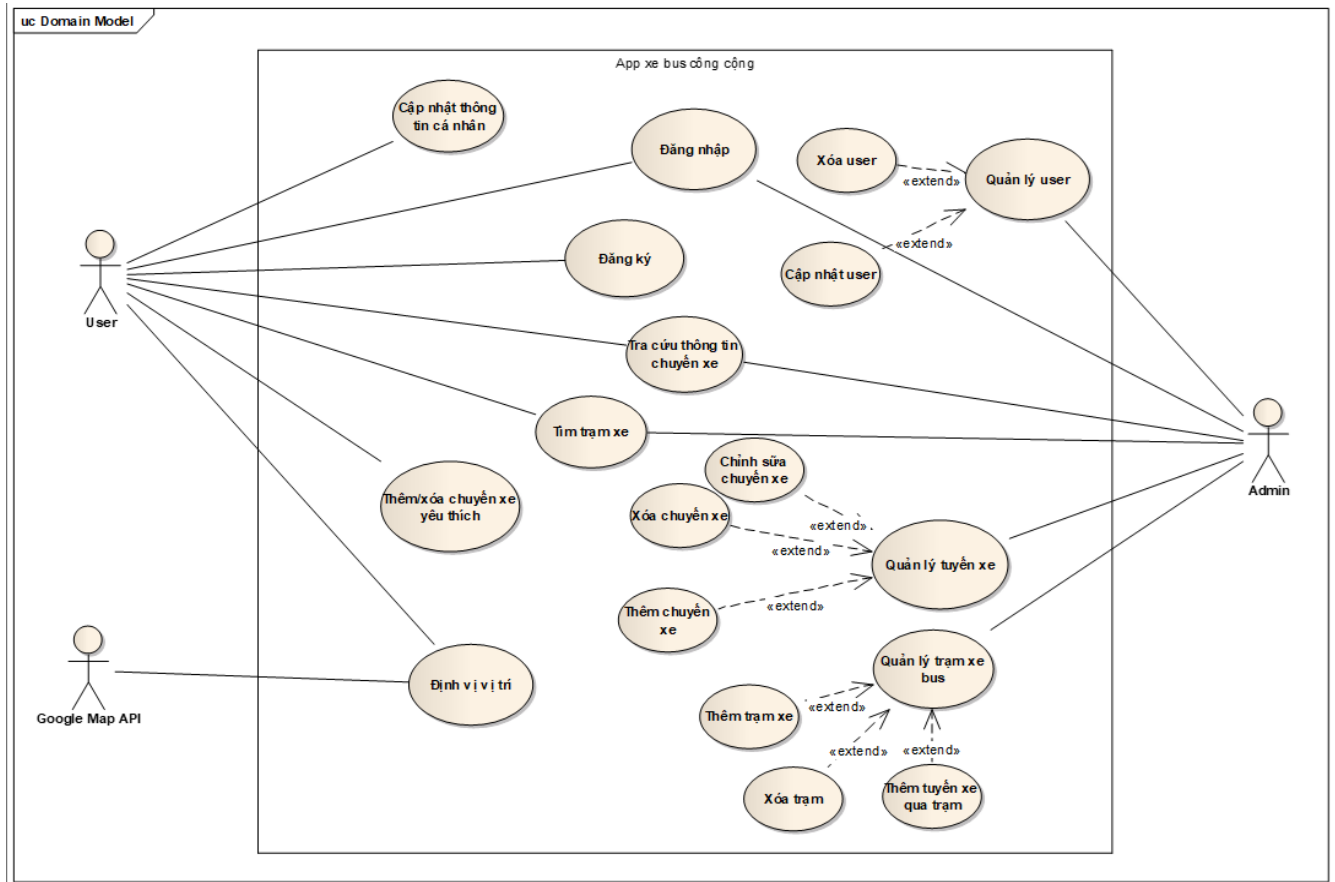 uc Domain Model
App xe bus công cộng
Cập nhật thông
tin cá nhân
Đăng nhập
Xóa user
«extend»
Quản lý user
«extend»
Cập nhật user
Đăng ký
User
Tra cứu thông tin
chuyến xe
Tìm trạm xe
Admin
Chỉnh sữa
chuyến xe
Thêm/xóa chuyến xe
yêu thích
Xóa chuyến xe
«extend»
«extend»
Quản lý tuyến xe
Thêm chuyến
xe
«extend»
Google Map API
Định vị vị trí
Quản lý trạm xe
bus
Thêm trạm xe
«extend»
«extend»
«extend»
Xóa trạm
Thêm tuyến xe
qua trạm